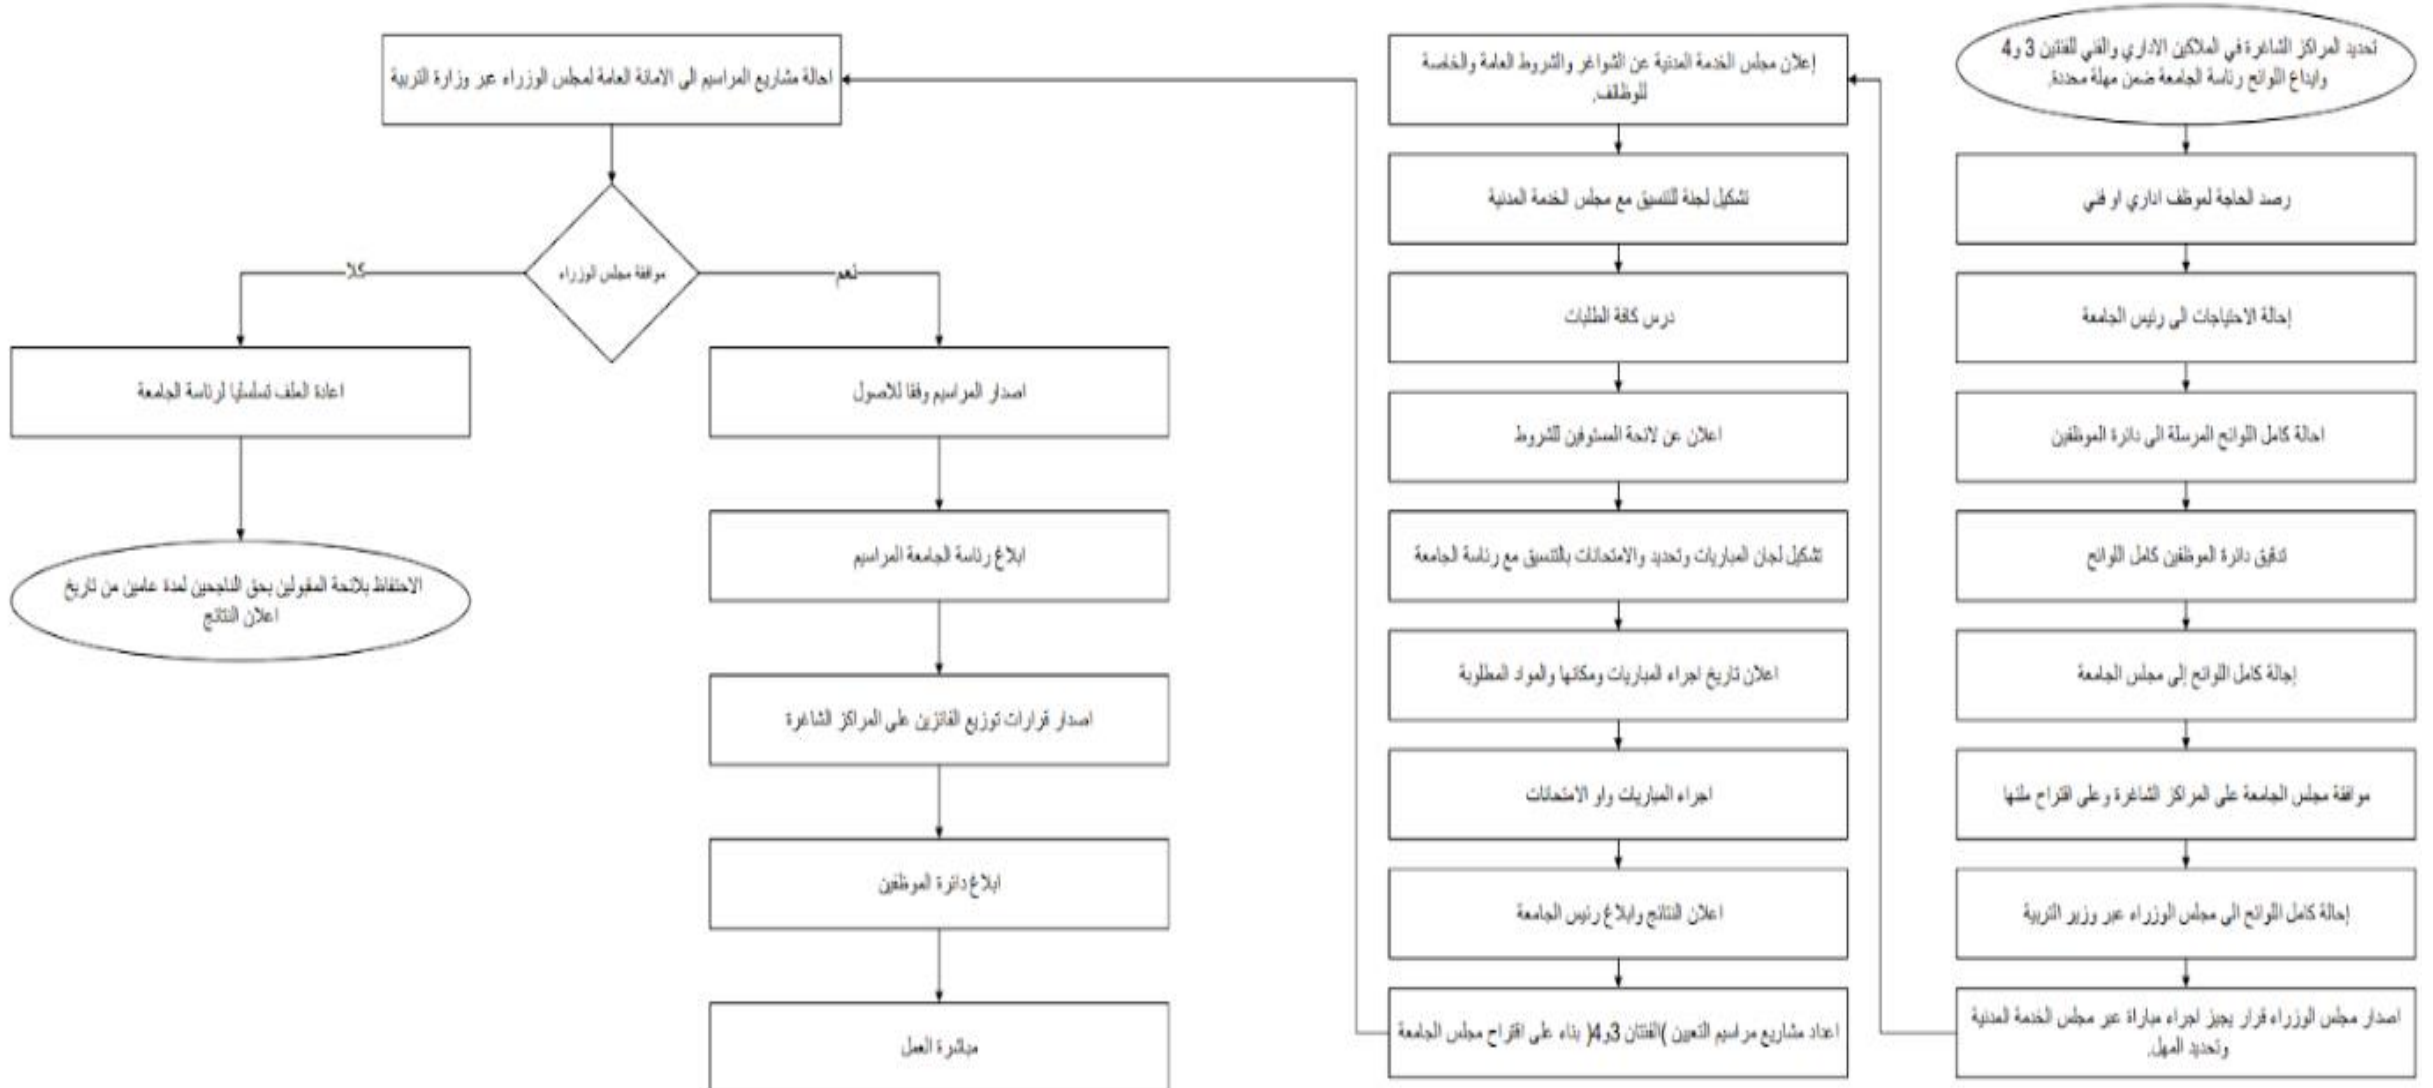 تحديد المراكز الشاغرة في الملاكين الإداري والفني للفئتين 3 و4
وايداع اللوائح رئاسة الجامعة ضمن مهلة محددة.
رصد الحاجة لموظف اداري او فني
إحالة الاحتياجات الى رئيس الجامعة
احالة كامل اللوائح المرسلة الى دائرة الموظفين
تدقيق دائرة الموظفين كامل اللوائح
إجالة كامل اللوائح إلى مجلس الجامعة
موافقة مجلس الجامعة على المراكز الشاغرة وعلى اقتراح ملئها
إحالة كامل اللوائح الى مجلس الوزراء عبر وزير التربية
اصدار مجلس الوزراء قرار يجيز اجراء مباراة عبر مجلس الخدمة المدنية
وتحديد المهل.
إعلان مجلس الخدمة المدنية عن الشواغر والشروط العامة والخاصة
للوظائف.
تشكيل لجنة للتنسيق مع مجلس الخدمة المدنية
درس كافة الطلبات
اعلان عن لائحة المستوفين للشروط
تشكيل لجان المباريات وتحديد والامتحانات بالتنسيق مع رئاسة الجامعة
اعلان تاريخ اجراء المباريات ومكانها والمواد المطلوبة
اجراء المباريات واو الامتحانات
اعلان النتائج وابلاغ رئيس الجامعة
اعداد مشاريع مراسيم التعيين )الفئتان 3و4( بناء على اقتراح مجلس الجامعة
احالة مشاريع المراسيم الى الامانة العامة لمجلس الوزراء عبر وزارة التربية
موافقة مجلس الوزراء
نعم
كلا
اصدار المراسيم وفقا للاصول
ابلاغ رئاسة الجامعة المراسيم
اصدار قرارات توزيع الفائزين على المراكز الشاغرة
ابلاغ دائرة الموظفين
مباشرة العمل
اعادة الملف تسلسليا لرئاسة الجامعة
الاحتفاظ بلائحة المقبولين بحق الناجحين لمدة عامين من تاريخ
اعلان النتائج